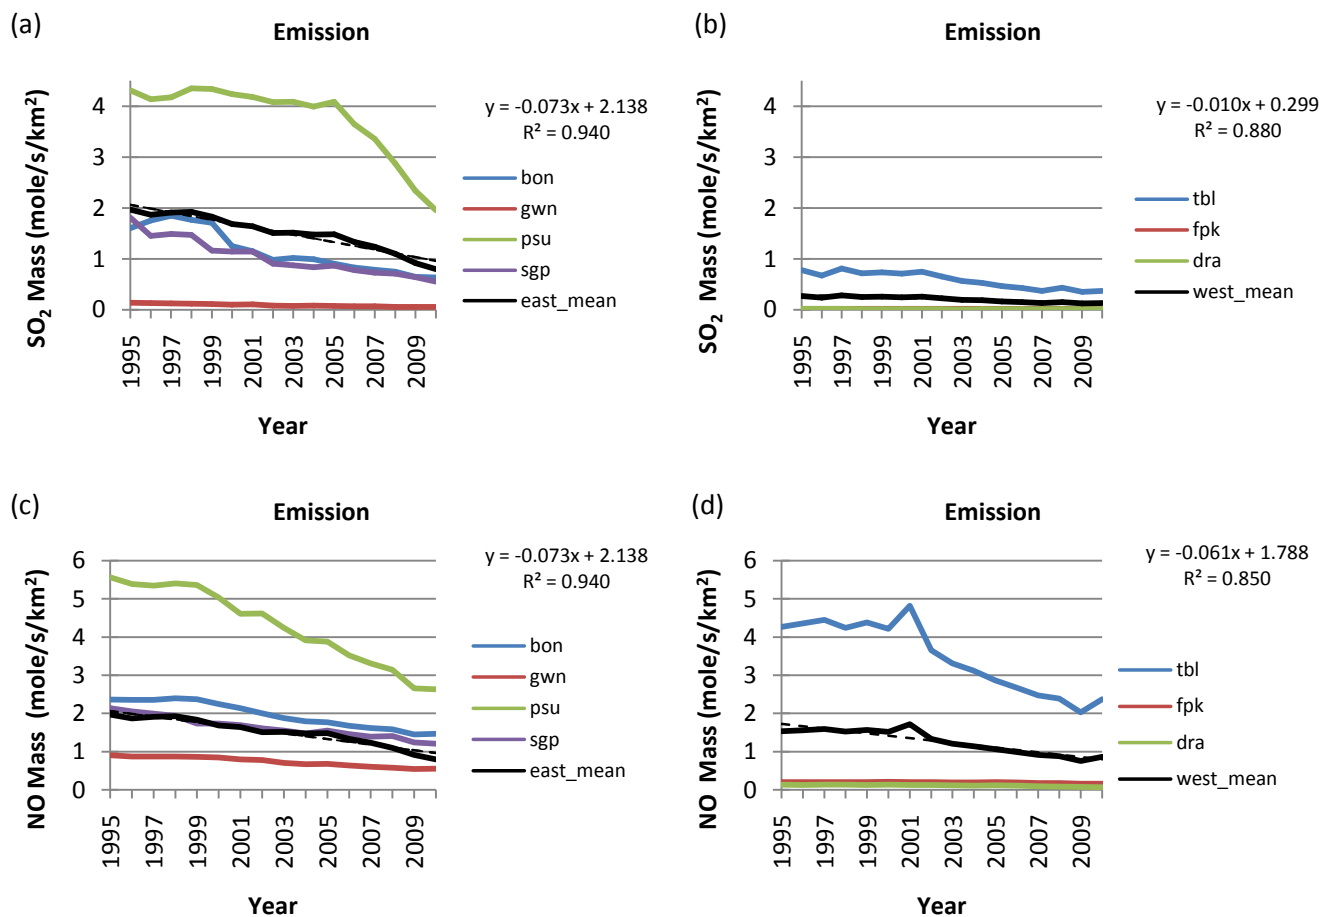 (a)
Emission
y = -0.073x + 2.138
R² = 0.940
SO₂ Mass (mole/s/km²)
4
3
2
1
0
bon
gwn
psu
sgp
east_mean
1995
1997
1999
2001
2003
2005
2007
2009
Year
(b)
Emission
y = -0.010x + 0.299
R² = 0.880
SO₂ Mass (mole/s/km²)
4
3
2
1
0
tbl
fpk
dra
west_mean
1995
1997
1999
2001
2003
2005
2007
2009
Year
(c)
Emission
y = -0.073x + 2.138
R² = 0.940
NO Mass (mole/s/km²)
6
5
4
3
2
1
0
bon
gwn
psu
sgp
east_mean
1995
1997
1999
2001
2003
2005
2007
2009
Year
(d)
Emission
y = -0.061x + 1.788
R² = 0.850
NO Mass (mole/s/km²)
6
5
4
3
2
1
0
tbl
fpk
dra
west_mean
1995
1997
1999
2001
2003
2005
2007
2009
Year